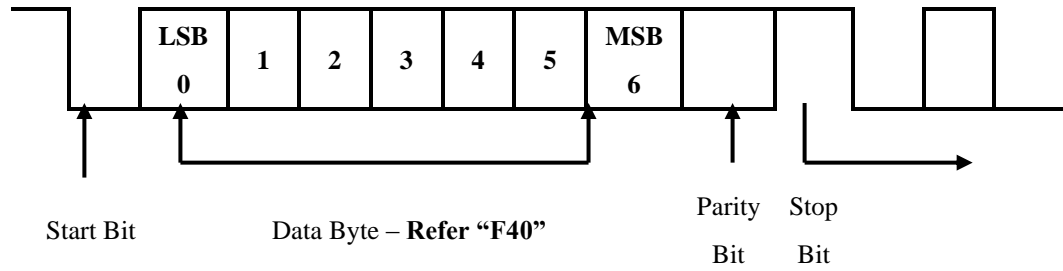 LSB
0
1
2
3
4
5
MSB
6
Start Bit
Data Byte – Refer “F40”
Parity
Bit
Stop
Bit